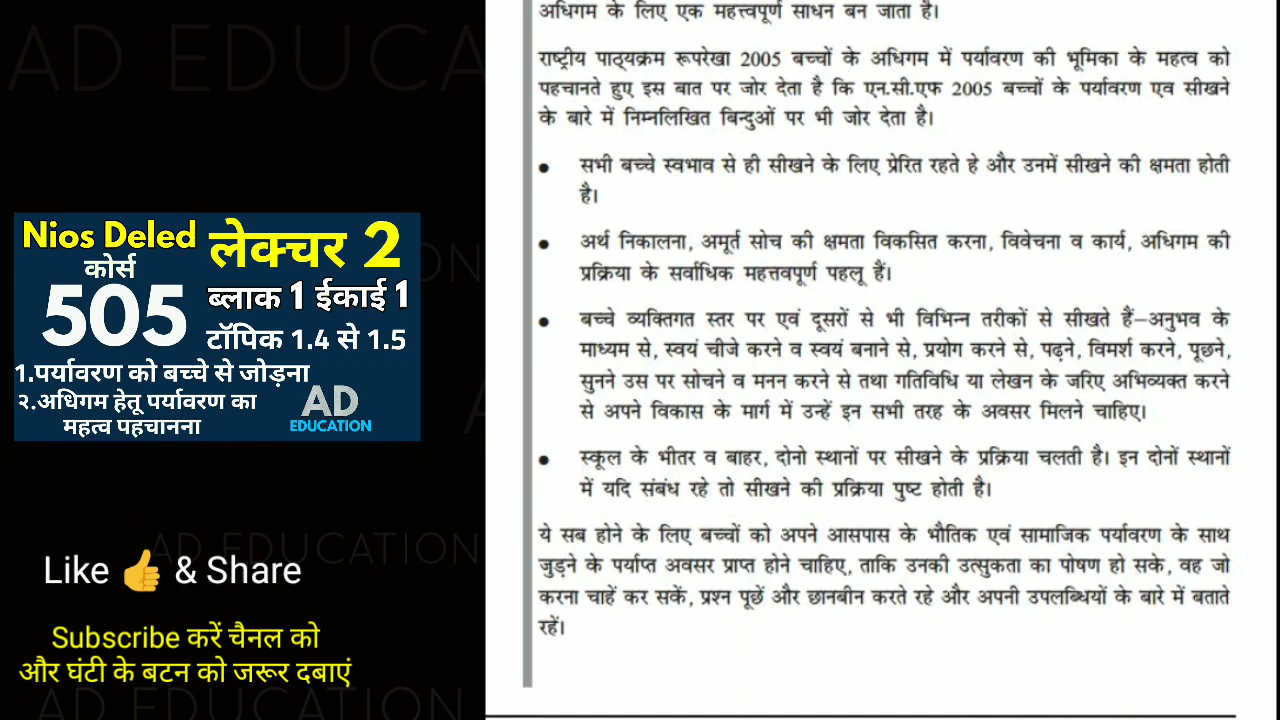 AD EDUCATION
Nios Deled
कोर्स
505
लेक्चर 2
ब्लाक 1 ईकाई 1
टॉपिक 1.4 से 1.5
1.पर्यावरण को बच्चे से जोड़ना
२.अधिगम हेतू पर्यावरण का
महत्व पहचानना
AD
EDUCATION
AD EDUCATION
Like 👍 & Share
Subscribe करें चैनल को
और घंटी के बटन को जरूर दबाएं
AD EDUCATION
अधिगम के लिए एक महत्त्वपूर्ण साधन बन जाता है।
राष्ट्रीय पाठ्यक्रम रूपरेखा 2005 बच्चों के अधिगम में पर्यावरण की भूमिका के महत्व को
पहचानते हुए इस बात पर जोर देता है कि एन.सी.एफ 2005 बच्चों के पर्यावरण एव सीखने
के बारे में निम्नलिखित बिन्दुओं पर भी जोर देता है।
● सभी बच्चे स्वभाव से ही सीखने के लिए प्रेरित रहते हे और उनमें सीखने की क्षमता होती
है।
● अर्थ निकालना, अमूर्त सोच की क्षमता विकसित करना, विवेचना व कार्य, अधिगम की
प्रक्रिया के सर्वाधिक महत्तवपूर्ण पहलू हैं।
● बच्चे व्यक्तिगत स्तर पर एवं दूसरों से भी विभिन्न तरीकों से सीखते हैं–अनुभव के
माध्यम से, स्वयं चीजे करने व स्वयं बनाने से, प्रयोग करने से, पढ़ने, विमर्श करने, पूछने,
सुनने उस पर सोचने व मनन करने से तथा गतिविधि या लेखन के जरिए अभिव्यक्त करने
से अपने विकास के मार्ग में उन्हें इन सभी तरह के अवसर मिलने चाहिए।
● स्कूल के भीतर व बाहर, दोनो स्थानों पर सीखने के प्रक्रिया चलती है। इन दोनों स्थानों
में यदि संबंध रहे तो सीखने की प्रक्रिया पुष्ट होती है।
ये सब होने के लिए बच्चों को अपने आसपास के भौतिक एवं सामाजिक पर्यावरण के साथ
जुड़ने के पर्याप्त अवसर प्राप्त होने चाहिए, ताकि उनकी उत्सुकता का पोषण हो सके, वह जो
करना चाहें कर सकें, प्रश्न पूछें और छानबीन करते रहे और अपनी उपलब्धियों के बारे में बताते
रहें।